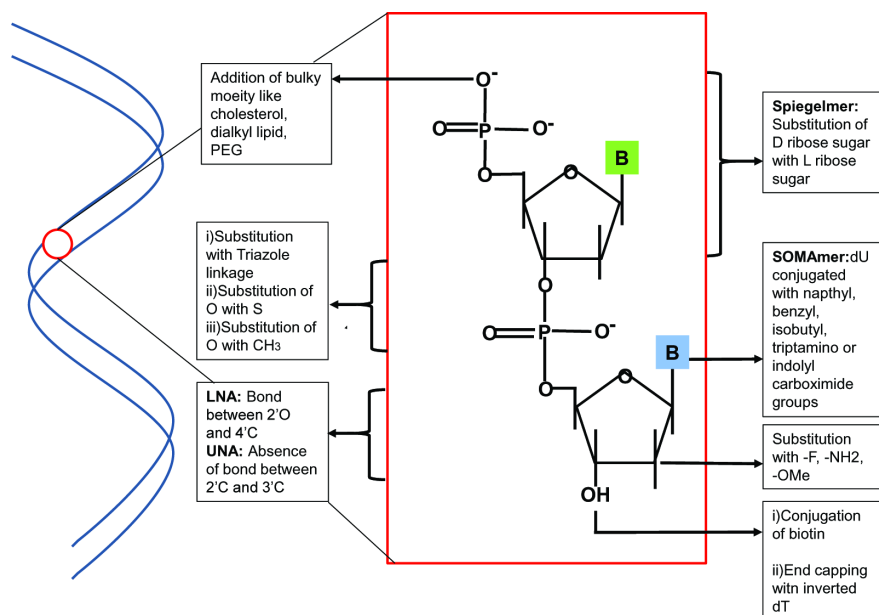 Addition of bulky
moeity like
cholesterol,
dialkyl lipid,
PEG
i)Substitution
with Triazole
linkage
ii)Substitution of
O with S
iii)Substitution of
O with CH₃
LNA: Bond
between 2'O
and 4'C
UNA: Absence
of bond between
2'C and 3'C
O⁻
O P O⁻
O
O
B
O
O P O⁻
O
O
B
OH
Spiegelmer:
Substitution of
D ribose sugar
with L ribose
sugar
SOMAmer:dU
conjugated
with napthyl,
benzyl,
isobutyl,
triptamino or
indolyl
carboximide
groups
Substitution
with -F, -NH2,
-OMe
i)Conjugation
of biotin
ii)End capping
with inverted
dT